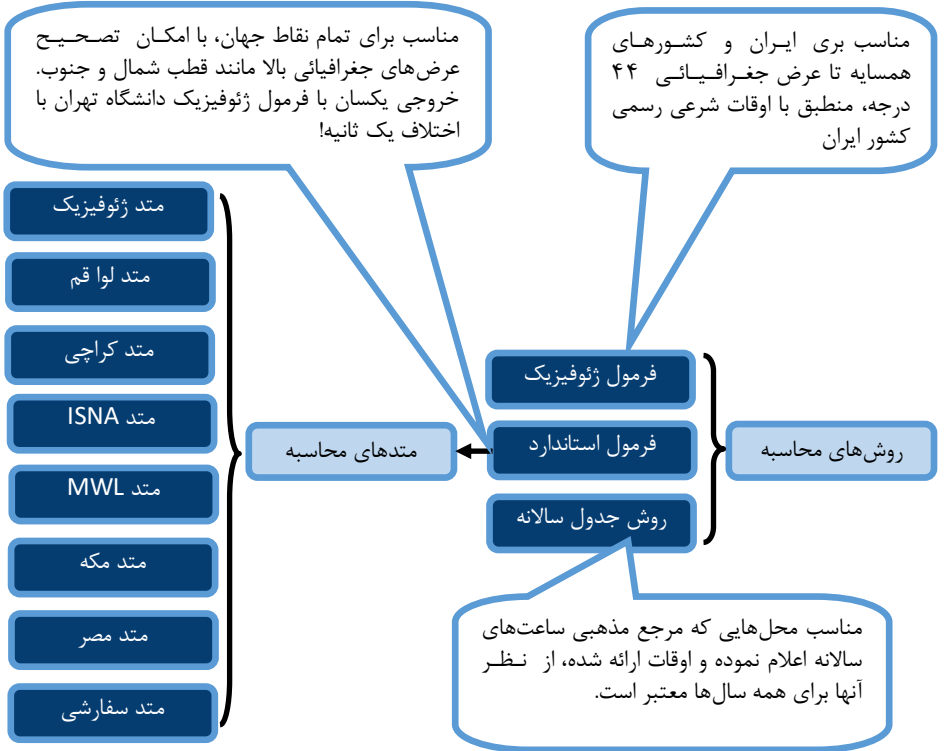 مناسب بری ایران و کشورهای
همسایه تا عرض جغرافیائی ۴۴
درجه، منطبق با اوقات شرعی رسمی
کشور ایران
مناسب برای تمام نقاط جهان، با امکان تصحیح
عرض‌های جغرافیائی بالا مانند قطب شمال و جنوب.
خروجی یکسان با فرمول ژئوفیزیک دانشگاه تهران با
اختلاف یک ثانیه!
روش‌های محاسبه
فرمول ژئوفیزیک
فرمول استاندارد
روش جدول سالانه
متدهای محاسبه
متد ژئوفیزیک
متد لوا قم
متد کراچی
متد ISNA
متد MWL
متد مکه
متد مصر
متد سفارشی
مناسب محل‌هایی که مرجع مذهبی ساعت‌های
سالانه اعلام نموده و اوقات ارائه شده، از نظر
آنها برای همه سال‌ها معتبر است.